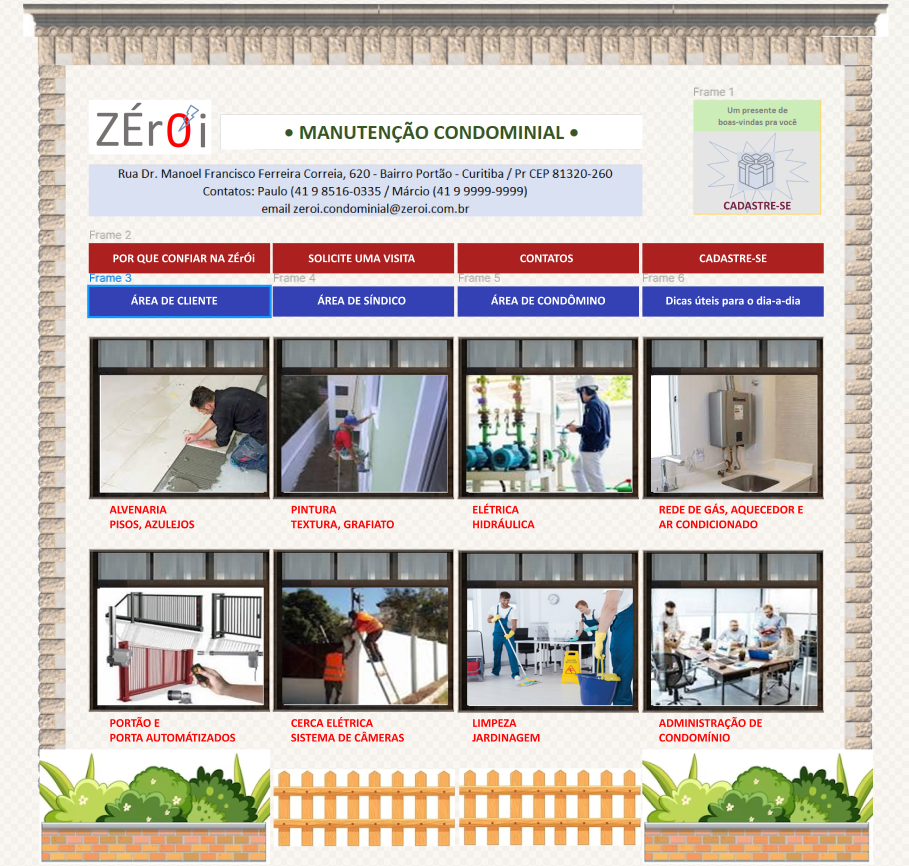 Frame 1
Um presente de
boas-vindas pra você
ZÉr0i
• MANUTENÇÃO CONDOMINIAL •
Rua Dr. Manoel Francisco Ferreira Correia, 620 - Bairro Portão - Curitiba / Pr CEP 81320-260
Contatos: Paulo (41 9 8516-0335 / Márcio (41 9 9999-9999)
email zeroi.condominial@zeroi.com.br
CADASTRE-SE
Frame 2
POR QUE CONFIAR NA ZÉrÓi
SOLICITE UMA VISITA
CONTATOS
CADASTRE-SE
Frame 3
Frame 4
Frame 5
Frame 6
ÁREA DE CLIENTE
ÁREA DE SÍNDICO
ÁREA DE CONDÔMINO
Dicas úteis para o dia-a-dia
ALVENARIA
PISOS, AZULEJOS
PINTURA
TEXTURA, GRAFIATO
ELÉTRICA
HIDRÁULICA
REDE DE GÁS, AQUECEDOR E
AR CONDICIONADO
PORTÃO E
PORTA AUTOMÁTIZADOS
CERCA ELÉTRICA
SISTEMA DE CÂMERAS
LIMPEZA
JARDINAGEM
ADMINISTRAÇÃO DE
CONDOMÍNIO